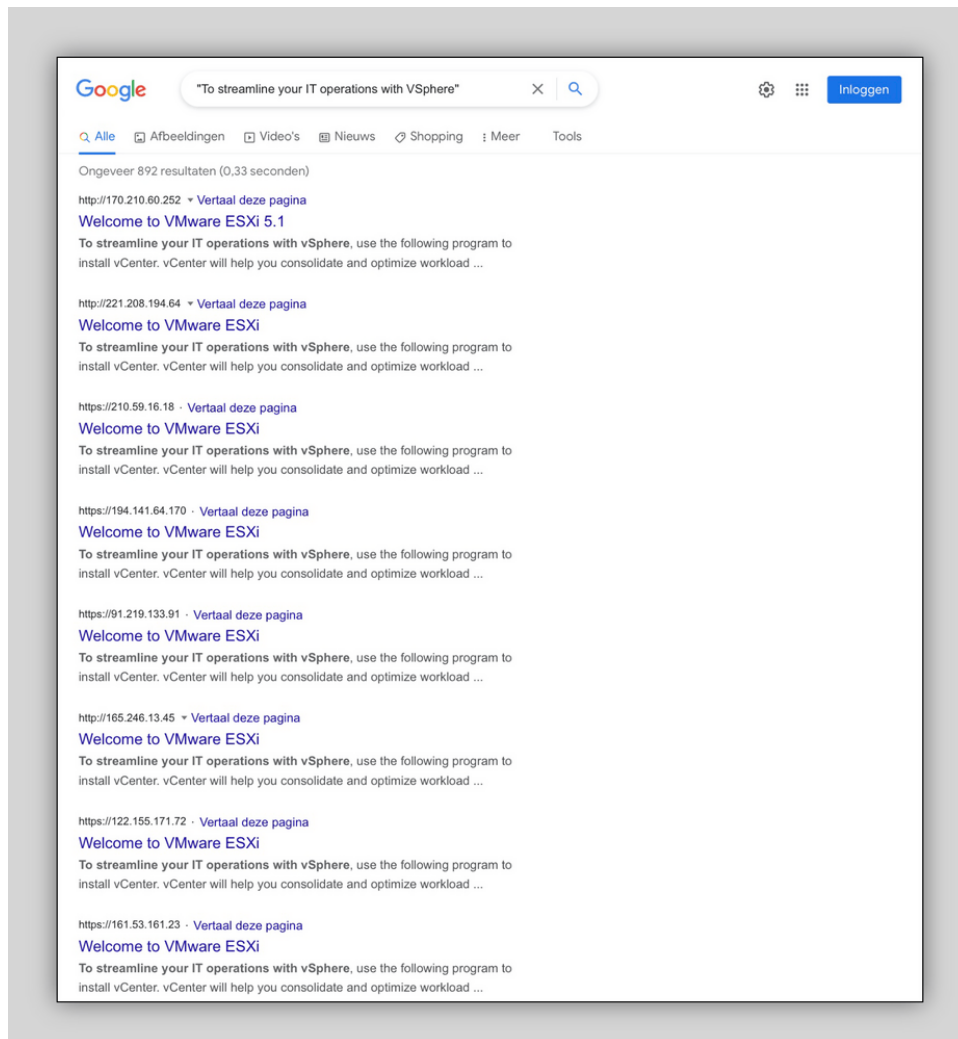 Google
"To streamline your IT operations with VSphere"
Inloggen
Alle Afbeeldingen Video's Nieuws Shopping Meer Tools
Ongeveer 892 resultaten (0,33 seconden)
http://170.210.60.252 Vertaal deze pagina
Welcome to VMware ESXi 5.1
To streamline your IT operations with vSphere, use the following program to
install vCenter. vCenter will help you consolidate and optimize workload ...
http://221.208.194.64 Vertaal deze pagina
Welcome to VMware ESXi
To streamline your IT operations with vSphere, use the following program to
install vCenter. vCenter will help you consolidate and optimize workload ...
https://210.59.16.18 · Vertaal deze pagina
Welcome to VMware ESXi
To streamline your IT operations with vSphere, use the following program to
install vCenter. vCenter will help you consolidate and optimize workload ...
https://194.141.64.170 · Vertaal deze pagina
Welcome to VMware ESXi
To streamline your IT operations with vSphere, use the following program to
install vCenter. vCenter will help you consolidate and optimize workload ...
https://91.219.133.91 · Vertaal deze pagina
Welcome to VMware ESXi
To streamline your IT operations with vSphere, use the following program to
install vCenter. vCenter will help you consolidate and optimize workload ...
http://165.246.13.45 Vertaal deze pagina
Welcome to VMware ESXi
To streamline your IT operations with vSphere, use the following program to
install vCenter. vCenter will help you consolidate and optimize workload ...
https://122.155.171.72 · Vertaal deze pagina
Welcome to VMware ESXi
To streamline your IT operations with vSphere, use the following program to
install vCenter. vCenter will help you consolidate and optimize workload ...
https://161.53.161.23 · Vertaal deze pagina
Welcome to VMware ESXi
To streamline your IT operations with vSphere, use the following program to
install vCenter. vCenter will help you consolidate and optimize workload ...